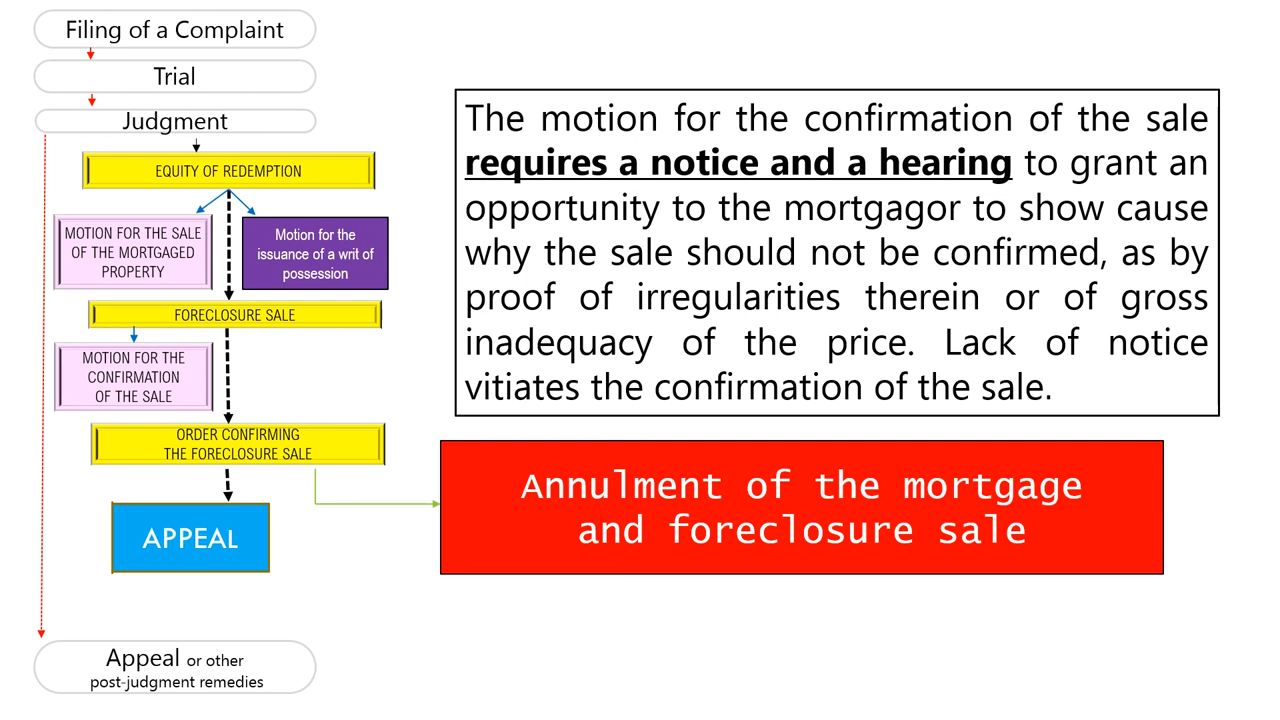 Filing of a Complaint
Trial
Judgment
EQUITY OF REDEMPTION
MOTION FOR THE SALE
OF THE MORTGAGED
PROPERTY
Motion for the
issuance of a writ of
possession
FORECLOSURE SALE
MOTION FOR THE
CONFIRMATION
OF THE SALE
ORDER CONFIRMING
THE FORECLOSURE SALE
APPEAL
Appeal or other
post-judgment remedies
The motion for the confirmation of the sale
requires a notice and a hearing to grant an
opportunity to the mortgagor to show cause
why the sale should not be confirmed, as by
proof of irregularities therein or of gross
inadequacy of the price. Lack of notice
vitiates the confirmation of the sale.
Annulment of the mortgage
and foreclosure sale